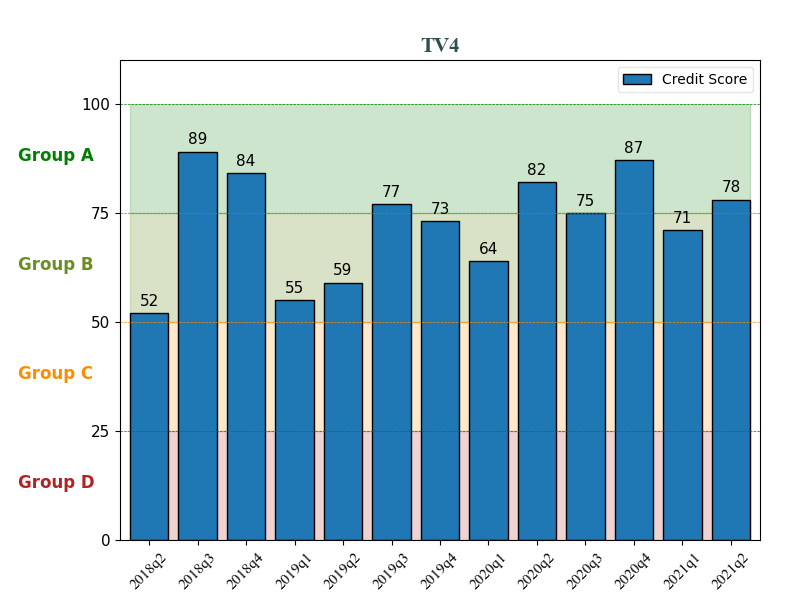 TV4
Credit Score
100
75
50
25
0
Group A
Group B
Group C
Group D
52
89
84
55
59
77
73
64
82
75
87
71
78
2018q2
2018q3
2018q4
2019q1
2019q2
2019q3
2019q4
2020q1
2020q2
2020q3
2020q4
2021q1
2021q2